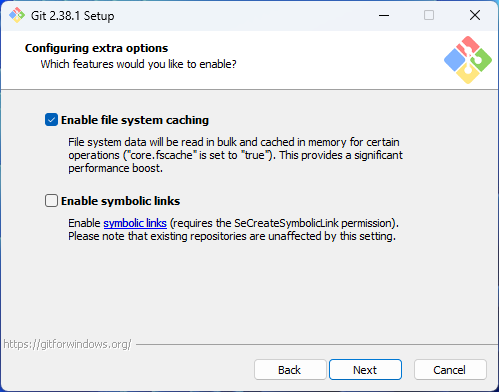 Git 2.38.1 Setup
Configuring extra options
Which features would you like to enable?
Enable file system caching
File system data will be read in bulk and cached in memory for certain
operations ("core.fscache" is set to "true"). This provides a significant
performance boost.
Enable symbolic links
Enable symbolic links (requires the SeCreateSymbolicLink permission).
Please note that existing repositories are unaffected by this setting.
https://gitforwindows.org/
Back Next Cancel